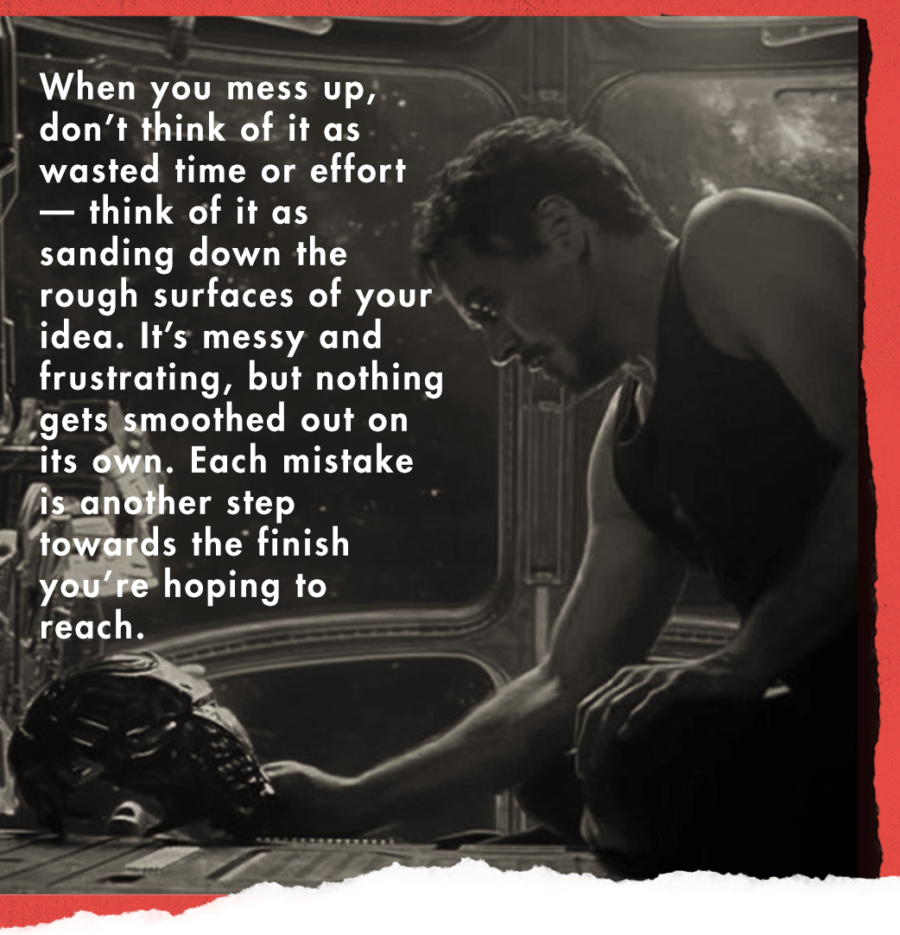 When you mess up,
don’t think of it as
wasted time or effort
— think of it as
sanding down the
rough surfaces of your
idea. It’s messy and
frustrating, but nothing
gets smoothed out on
its own. Each mistake
is another step
towards the finish
you’re hoping to
reach.